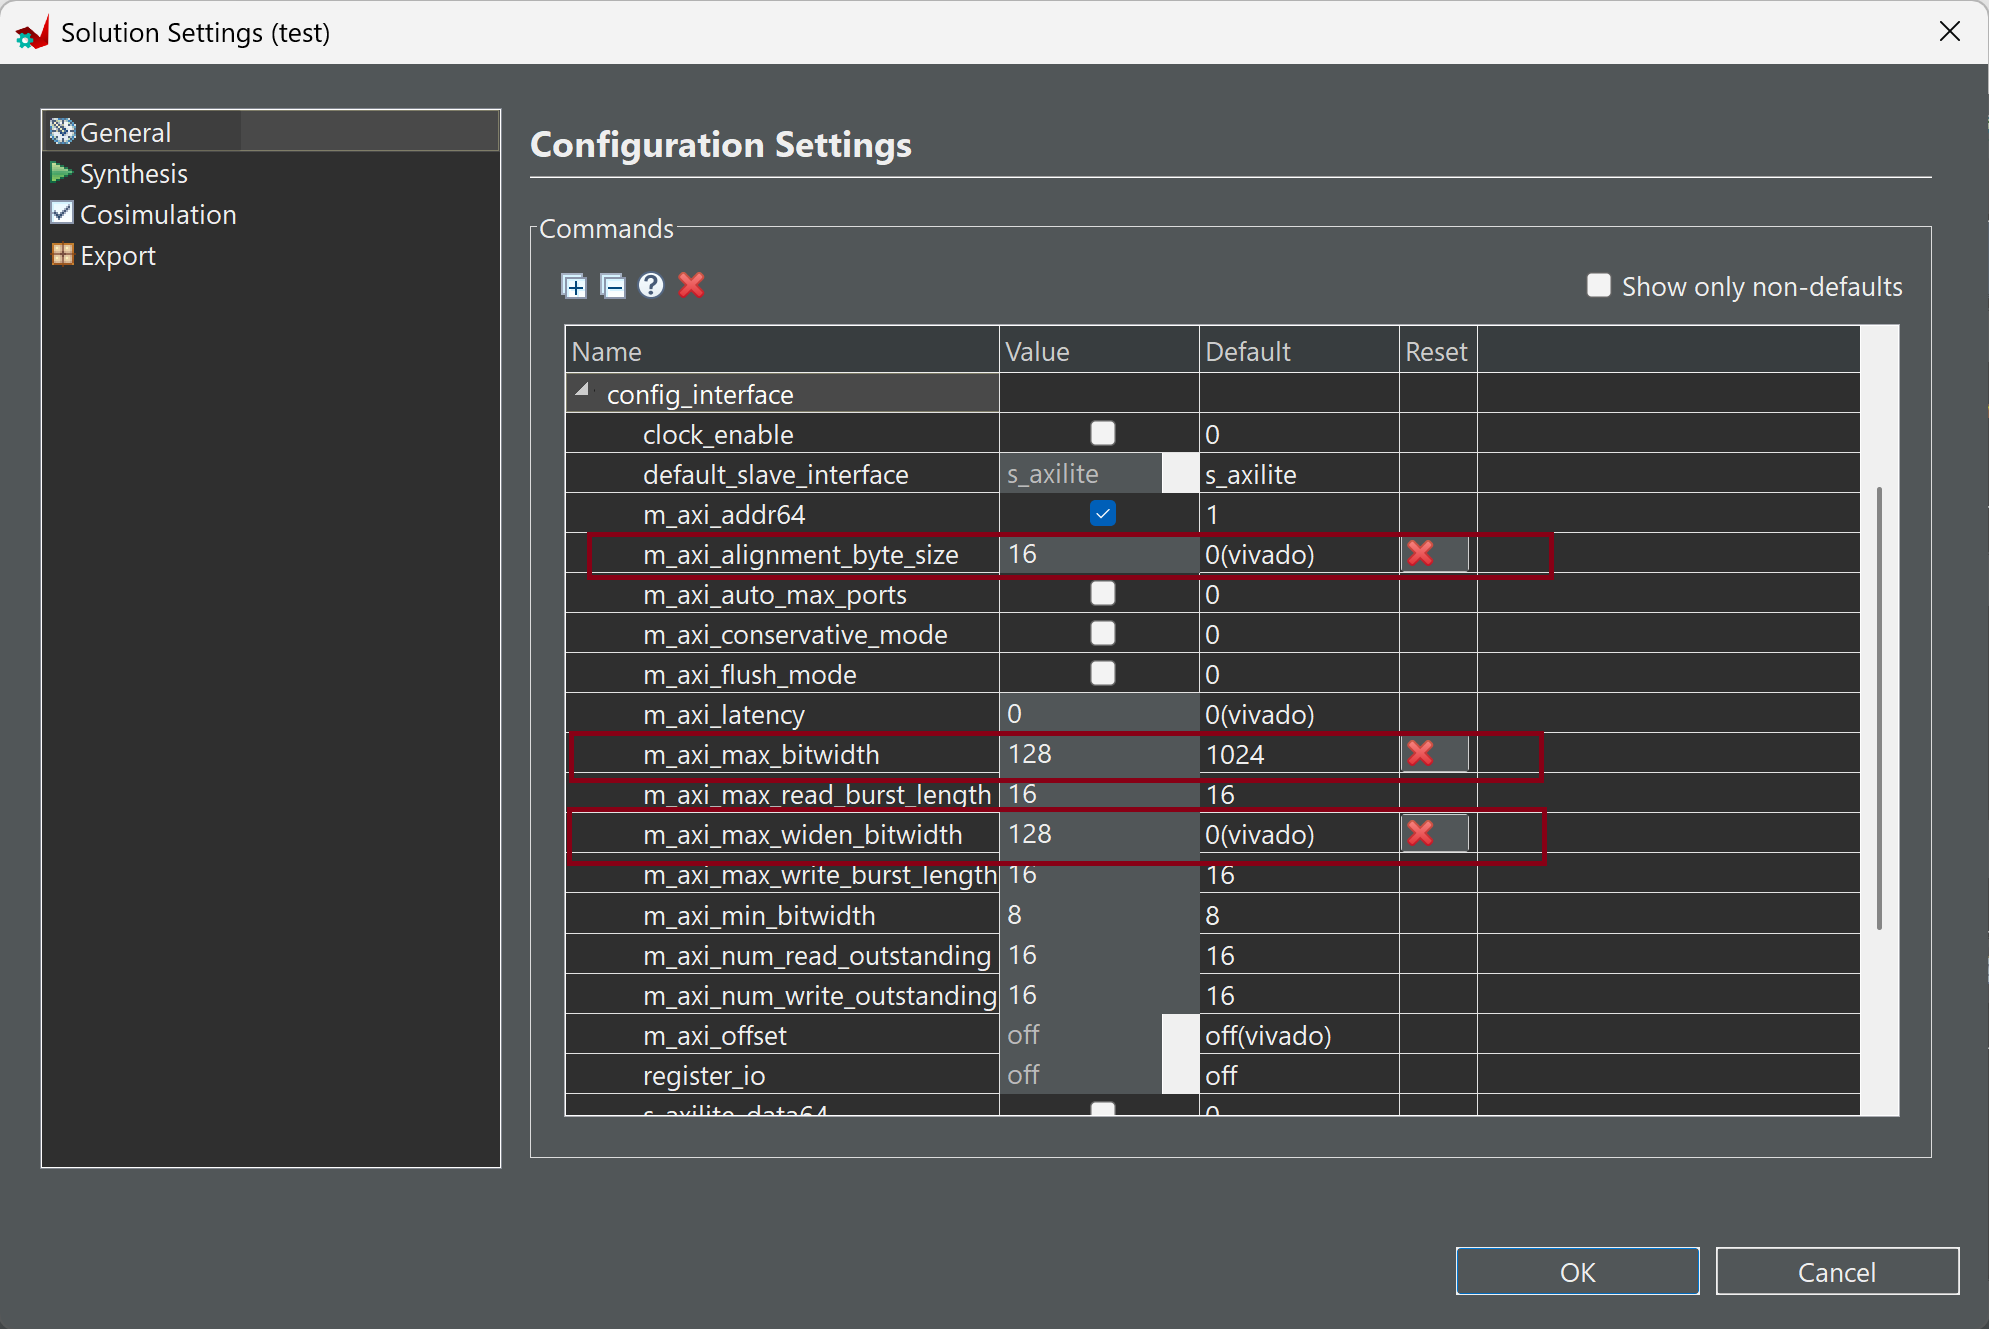 Solution Settings (test)
General
Synthesis
Cosimulation
Export
Configuration Settings
Commands
Show only non-defaults
Name Value Default Reset
config_interface
clock_enable 0
default_slave_interface s_axilite s_axilite
m_axi_addr64 1
m_axi_alignment_byte_size 16 0(vivado)
m_axi_auto_max_ports 0
m_axi_conservative_mode 0
m_axi_flush_mode 0
m_axi_latency 0 0(vivado)
m_axi_max_bitwidth 128 1024
m_axi_max_read_burst_length 16 16
m_axi_max_widen_bitwidth 128 0(vivado)
m_axi_max_write_burst_length 16 16
m_axi_min_bitwidth 8 8
m_axi_num_read_outstanding 16 16
m_axi_num_write_outstanding 16 16
m_axi_offset off off(vivado)
register_io off off
s_axilite_data64 0
OK Cancel